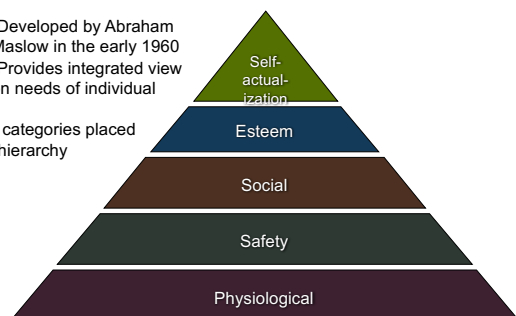 Developed by Abraham
Maslow in the early 1960
Provides integrated view
on needs of individual
categories placed
hierarchy
Self-
actual-
ization
Esteem
Social
Safety
Physiological